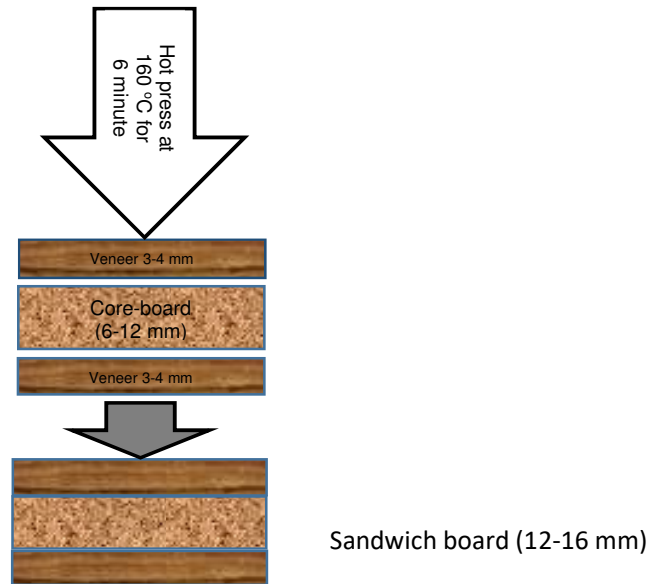 Hot press at
160 °C for
6 minute
Veneer 3-4 mm
Core-board
(6-12 mm)
Veneer 3-4 mm
Sandwich board (12-16 mm)